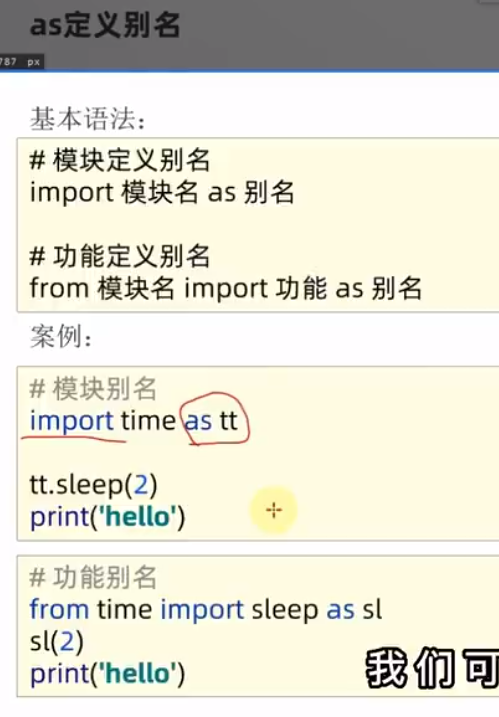 as定义别名
787 px
基本语法：
# 模块定义别名
import 模块名 as 别名
# 功能定义别名
from 模块名 import 功能 as 别名
案例：
# 模块别名
import time as tt
tt.sleep(2)
print('hello')
# 功能别名
from time import sleep as sl
sl(2)
print('hello')
我们可